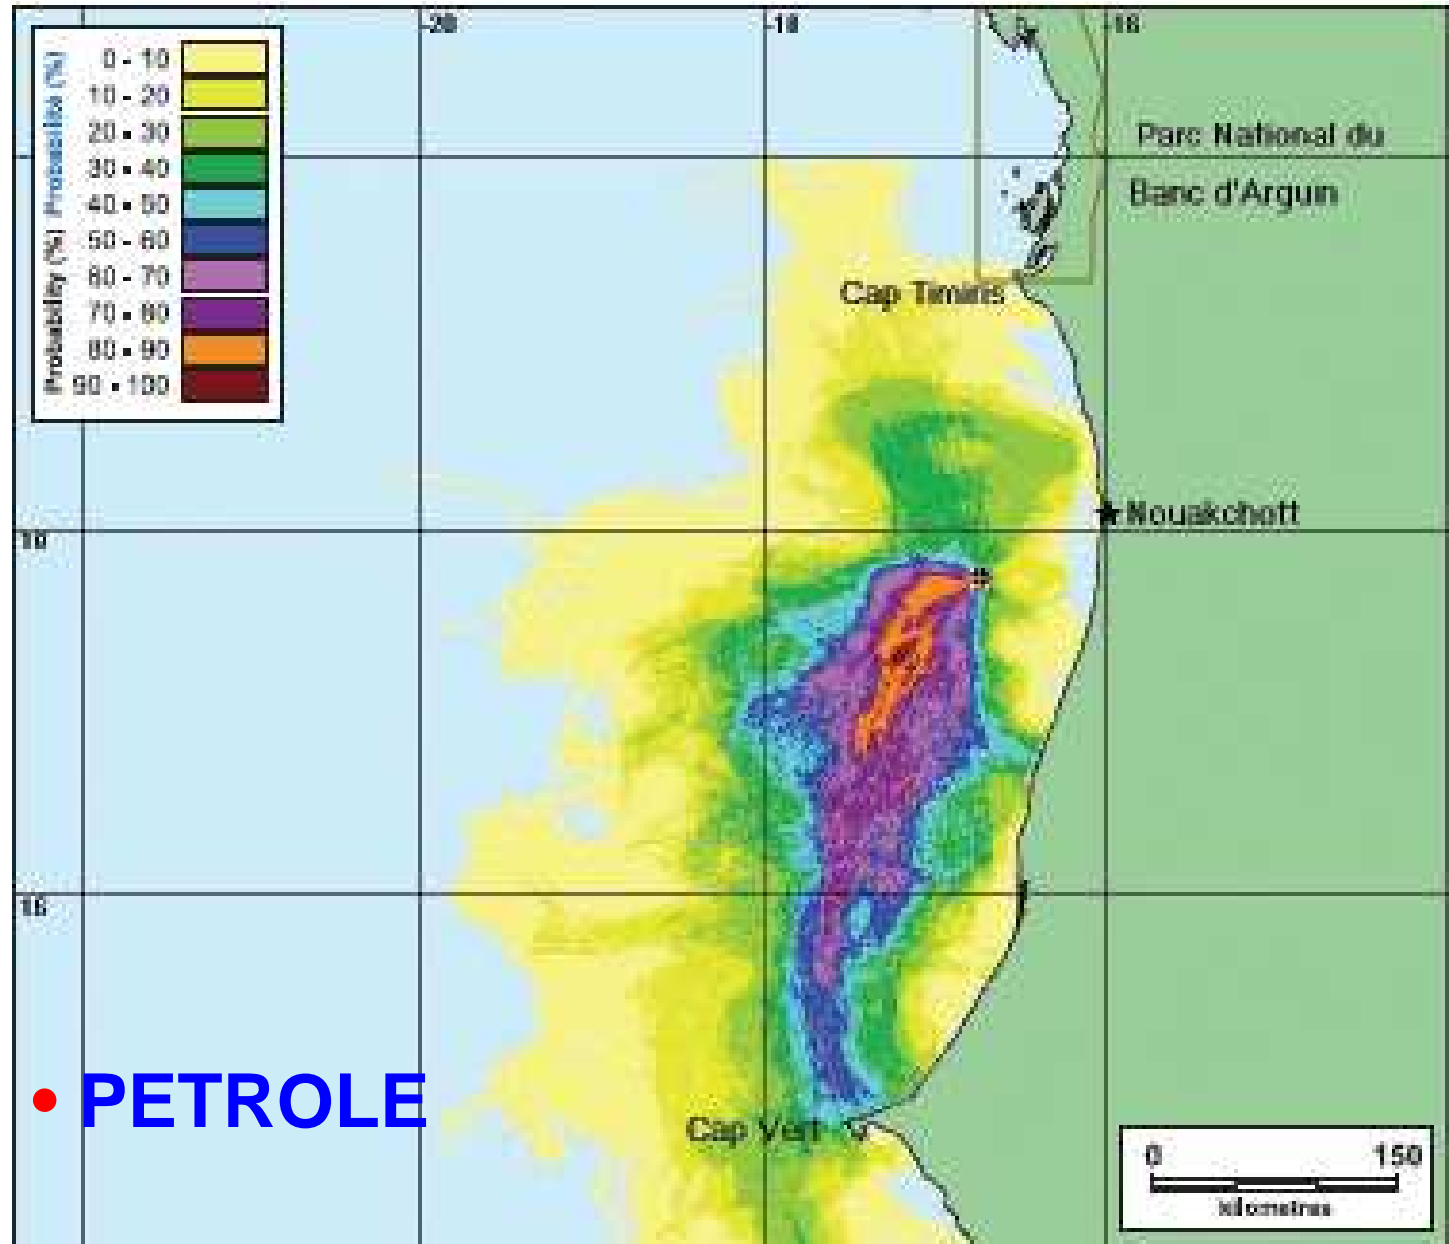 -20
-18
-16
Probability (%) Probabilité (%)
0 - 10
10 - 20
20 - 30
30 - 40
40 - 50
50 - 60
60 - 70
70 - 80
80 - 90
90 - 100
Parc National du
Banc d'Arguin
Cap Timiris
Nouakchott
18
16
• PETROLE
Cap Vert
0 150
kilometres